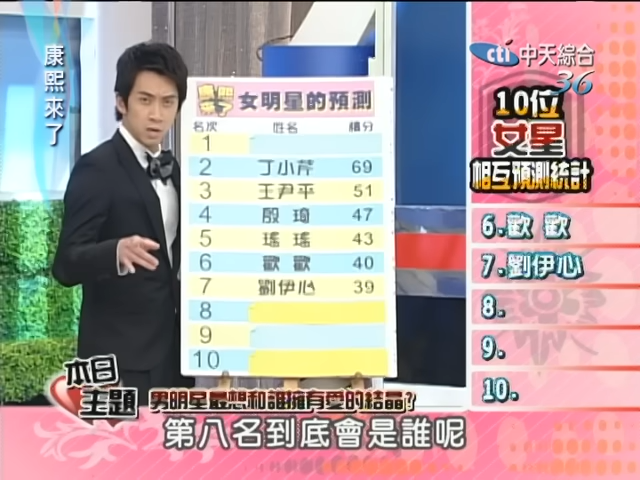 康熙來了
cti 中天綜合
36
康熙來了 女明星的預測
名次 姓名 積分
1
2 丁小芹 69
3 王尹平 51
4 殷琦 47
5 瑤瑤 43
6 歡歡 40
7 劉伊心 39
8
9
10
10位
女星
相互預測統計
6.歡歡
7.劉伊心
8.
9.
10.
本日
主題
男明星最想和誰擁有愛的結晶?
第八名到底會是誰呢